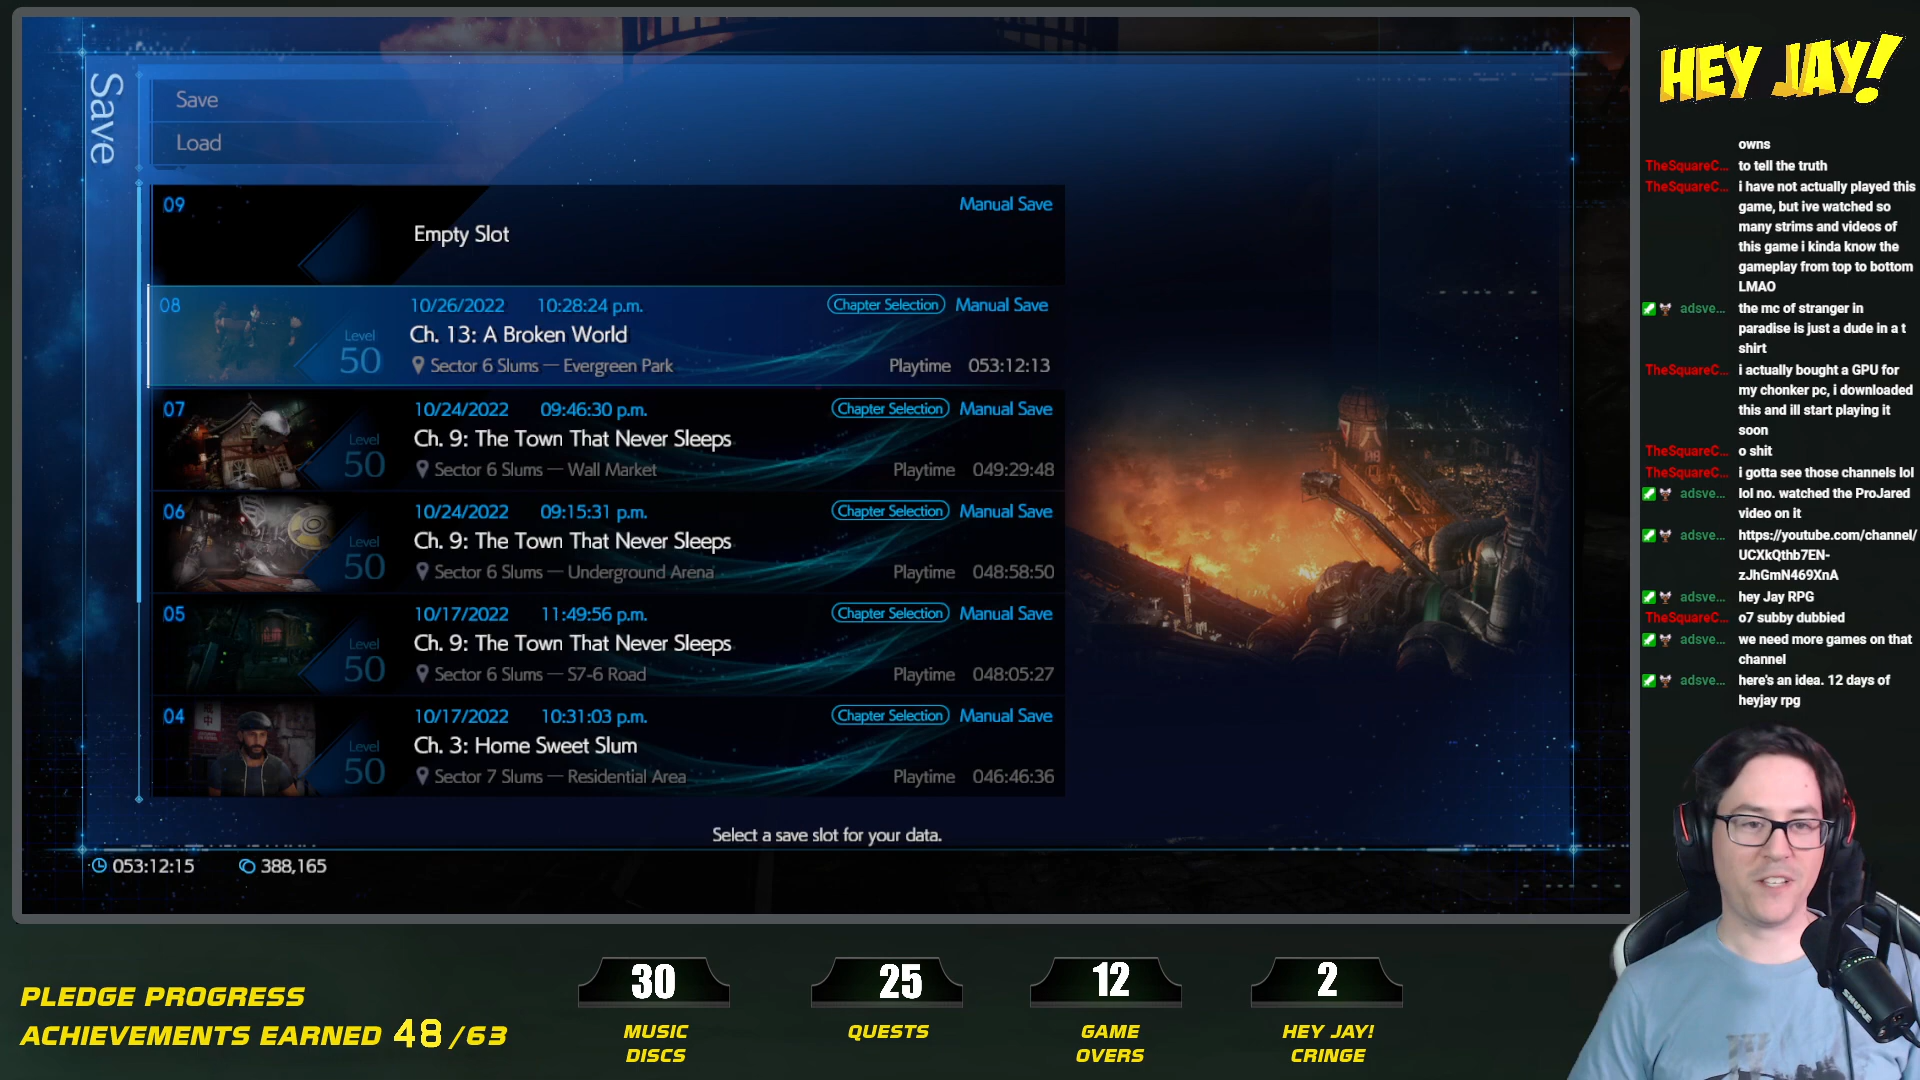 Save
Save
Load
09
Manual Save
Empty Slot
08
10/26/2022 10:28:24 p.m.
Chapter Selection
Manual Save
Level
50
Ch. 13: A Broken World
Sector 6 Slums — Evergreen Park
Playtime 053:12:13
07
10/24/2022 09:46:30 p.m.
Chapter Selection
Manual Save
Level
50
Ch. 9: The Town That Never Sleeps
Sector 6 Slums — Wall Market
Playtime 049:29:48
06
10/24/2022 09:15:31 p.m.
Chapter Selection
Manual Save
Level
50
Ch. 9: The Town That Never Sleeps
Sector 6 Slums — Underground Arena
Playtime 048:58:50
05
10/17/2022 11:49:56 p.m.
Chapter Selection
Manual Save
Level
50
Ch. 9: The Town That Never Sleeps
Sector 6 Slums — S7-6 Road
Playtime 048:05:27
04
10/17/2022 10:31:03 p.m.
Chapter Selection
Manual Save
Level
50
Ch. 3: Home Sweet Slum
Sector 7 Slums — Residential Area
Playtime 046:46:36
Select a save slot for your data.
053:12:15 388,165
HEY JAY!
owns
TheSquareC... to tell the truth
TheSquareC... i have not actually played this
game, but ive watched so
many strims and videos of
this game i kinda know the
gameplay from top to bottom
LMAO
adsve... the mc of stranger in
paradise is just a dude in a t
shirt
TheSquareC... i actually bought a GPU for
my chonker pc, i downloaded
this and ill start playing it
soon
TheSquareC... o shit
TheSquareC... i gotta see those channels lol
adsve... lol no. watched the ProJared
video on it
adsve... https://youtube.com/channel/
UCXkQthb7EN-
zJhGmN469XnA
adsve... hey Jay RPG
TheSquareC... o7 subby dubbied
adsve... we need more games on that
channel
adsve... here's an idea. 12 days of
heyjay rpg
SHURE
PLEDGE PROGRESS
ACHIEVEMENTS EARNED 48/63
30
MUSIC
DISCS
25
QUESTS
12
GAME
OVERS
2
HEY JAY!
CRINGE